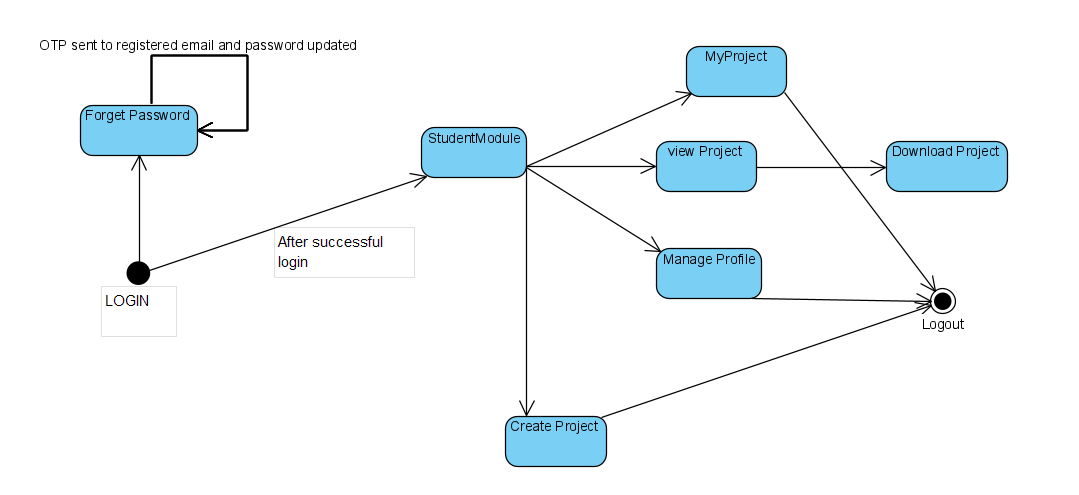 OTP sent to registered email and password updated
Forget Password
LOGIN
After successful
login
StudentModule
MyProject
view Project
Download Project
Manage Profile
Logout
Create Project